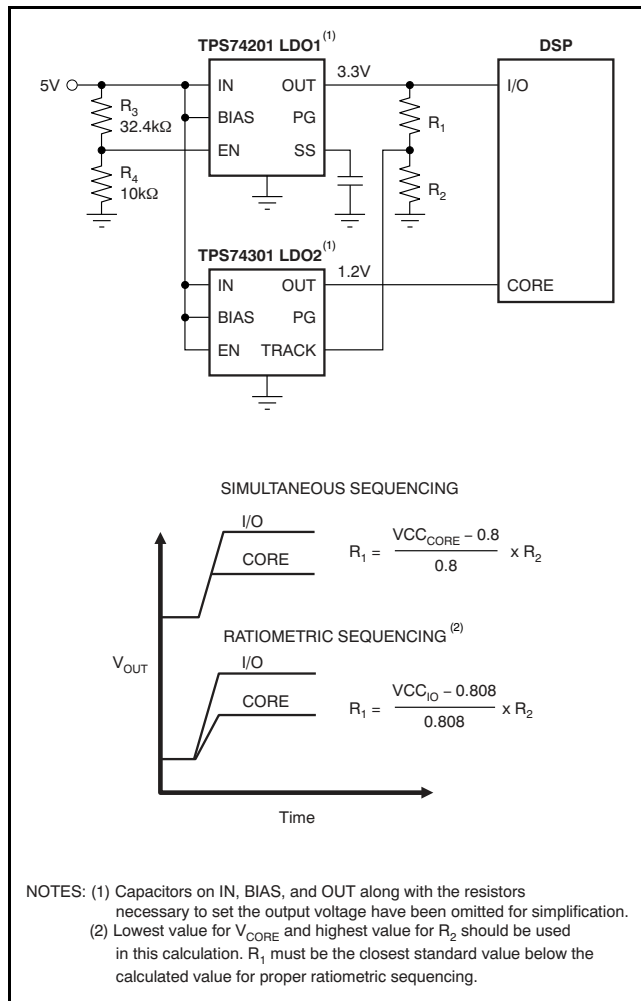 TPS74201 LDO1(1)
DSP
5V
IN
OUT
3.3V
I/O
R3
32.4kΩ
BIAS
PG
R1
EN
SS
R4
10kΩ
R2
TPS74301 LDO2(1)
IN
OUT
1.2V
CORE
BIAS
PG
EN
TRACK
SIMULTANEOUS SEQUENCING
I/O
CORE
R1 = VCCCORE – 0.8 / 0.8 x R2
RATIOMETRIC SEQUENCING(2)
VOUT
I/O
CORE
R1 = VCCIO – 0.808 / 0.808 x R2
Time
NOTES: (1) Capacitors on IN, BIAS, and OUT along with the resistors
necessary to set the output voltage have been omitted for simplification.
(2) Lowest value for VCORE and highest value for R2 should be used
in this calculation. R1 must be the closest standard value below the
calculated value for proper ratiometric sequencing.